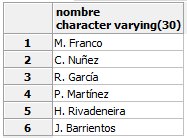 nombre
character varying(30)
1 M. Franco
2 C. Nuñez
3 R. García
4 P. Martínez
5 H. Rivadeneira
6 J. Barrientos